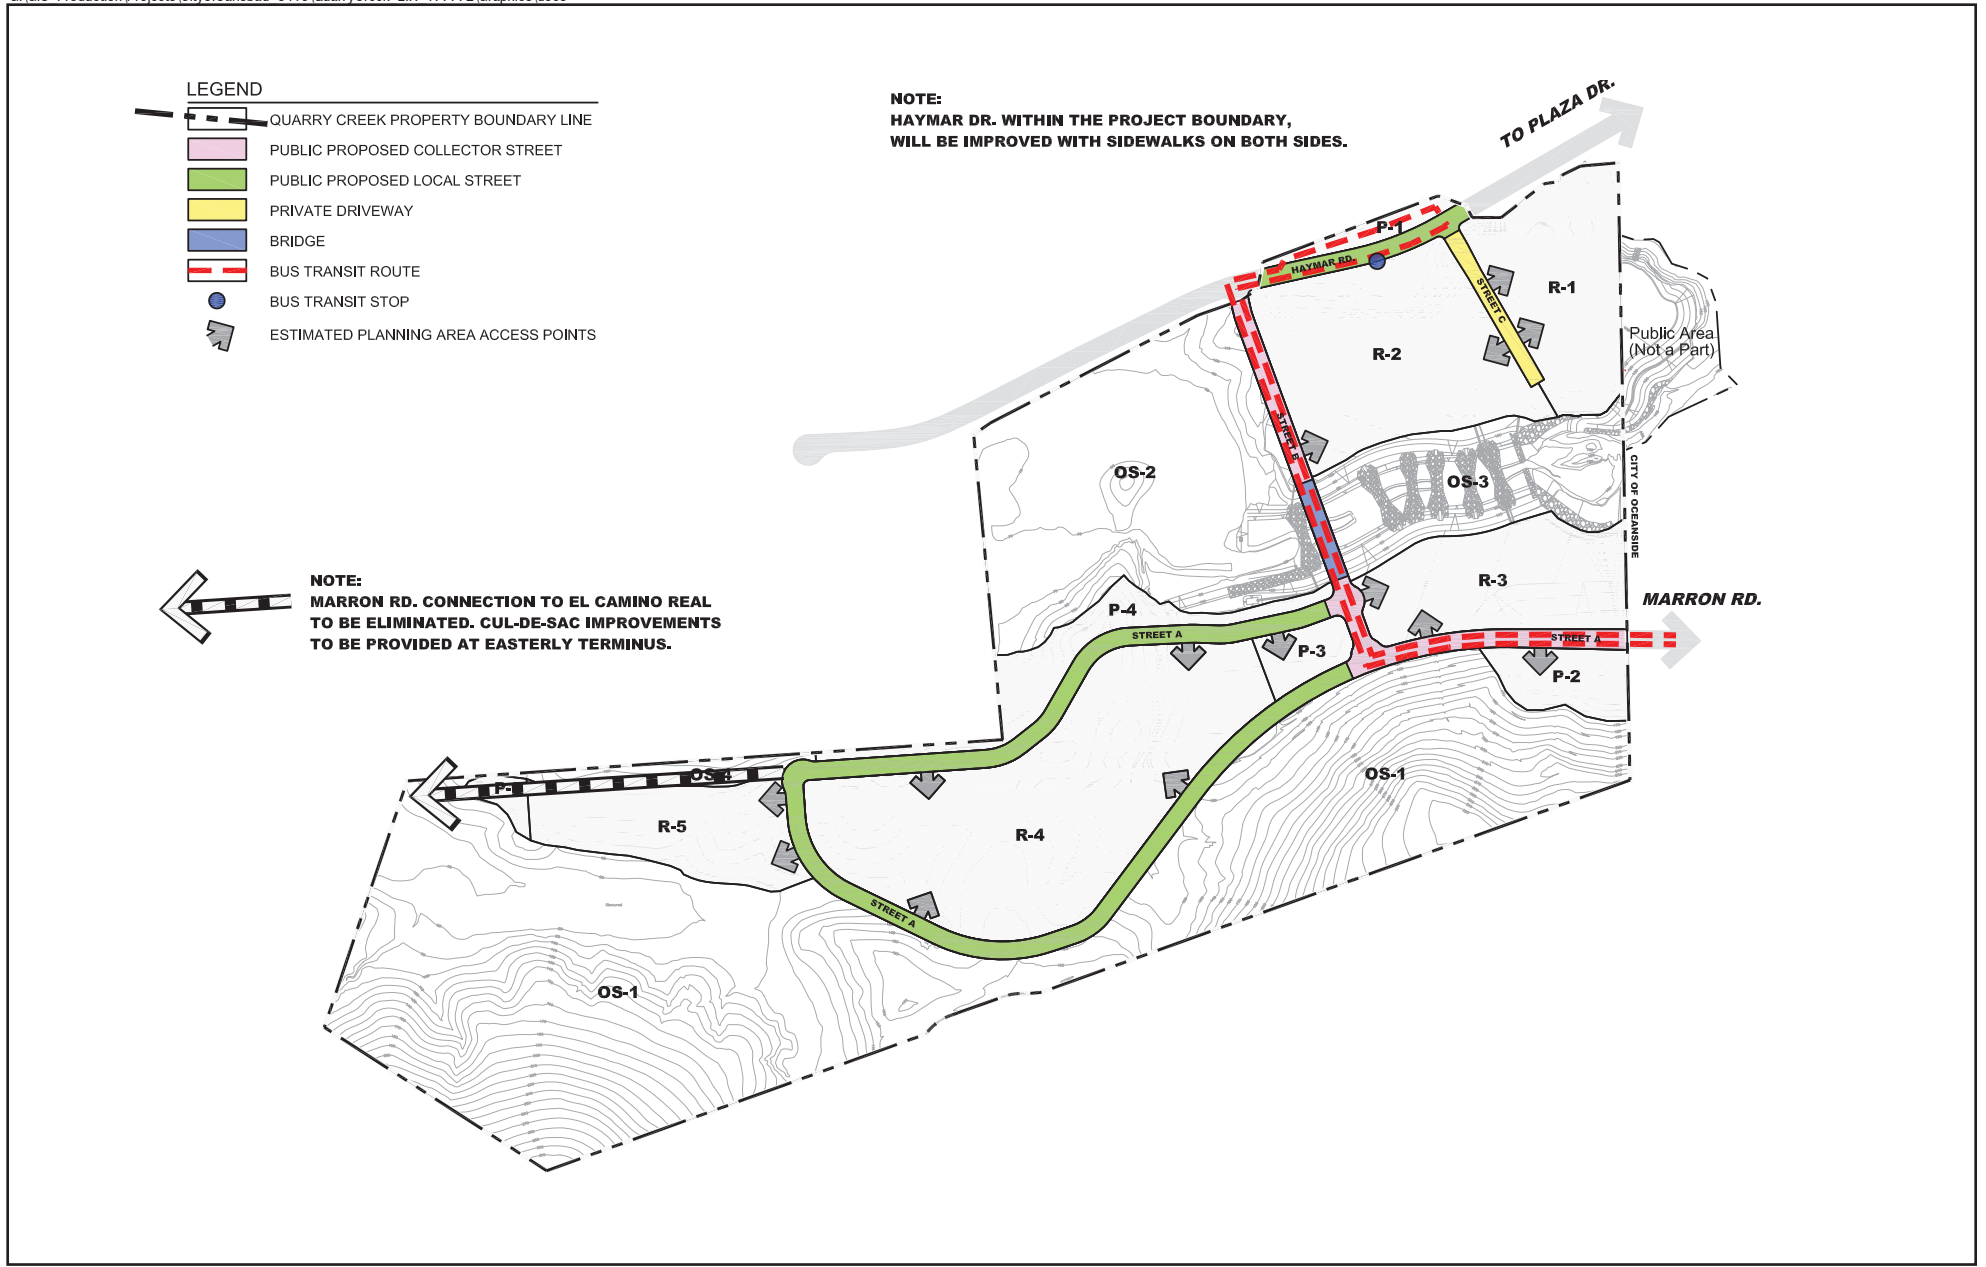 LEGEND
QUARRY CREEK PROPERTY BOUNDARY LINE
PUBLIC PROPOSED COLLECTOR STREET
PUBLIC PROPOSED LOCAL STREET
PRIVATE DRIVEWAY
BRIDGE
BUS TRANSIT ROUTE
BUS TRANSIT STOP
ESTIMATED PLANNING AREA ACCESS POINTS
NOTE:
HAYMAR DR. WITHIN THE PROJECT BOUNDARY,
WILL BE IMPROVED WITH SIDEWALKS ON BOTH SIDES.
TO PLAZA DR.
P-1
HAYMAR RD.
STREET C
R-1
Public Area
(Not a Part)
R-2
STREET B
OS-2
OS-3
CITY OF OCEANSIDE
NOTE:
MARRON RD. CONNECTION TO EL CAMINO REAL
TO BE ELIMINATED. CUL-DE-SAC IMPROVEMENTS
TO BE PROVIDED AT EASTERLY TERMINUS.
R-3
MARRON RD.
P-4
STREET A
STREET A
P-3
P-2
OS-4
P-
OS-1
R-5
R-4
STREET A
OS-1